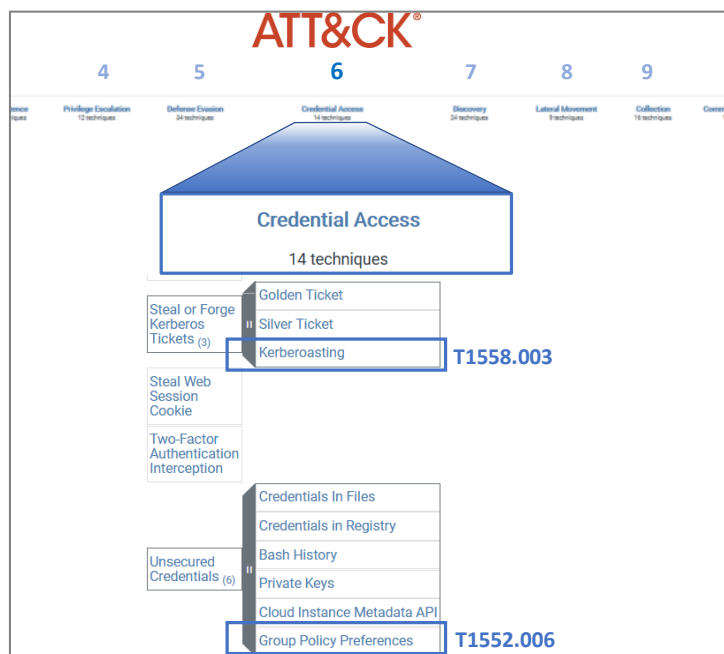 ATT&CK®
4 5 6 7 8 9
Privilege Escalation Defense Evasion Credential Access Discovery Lateral Movement Collection
12 techniques 34 techniques 14 techniques 24 techniques 9 techniques 16 techniques
Credential Access
14 techniques
Golden Ticket
Steal or Forge
Kerberos
Tickets (3)
II
Silver Ticket
Kerberoasting
T1558.003
Steal Web
Session
Cookie
Two-Factor
Authentication
Interception
Credentials In Files
Credentials in Registry
Bash History
Unsecured
Credentials (6)
II
Private Keys
Cloud Instance Metadata API
Group Policy Preferences
T1552.006